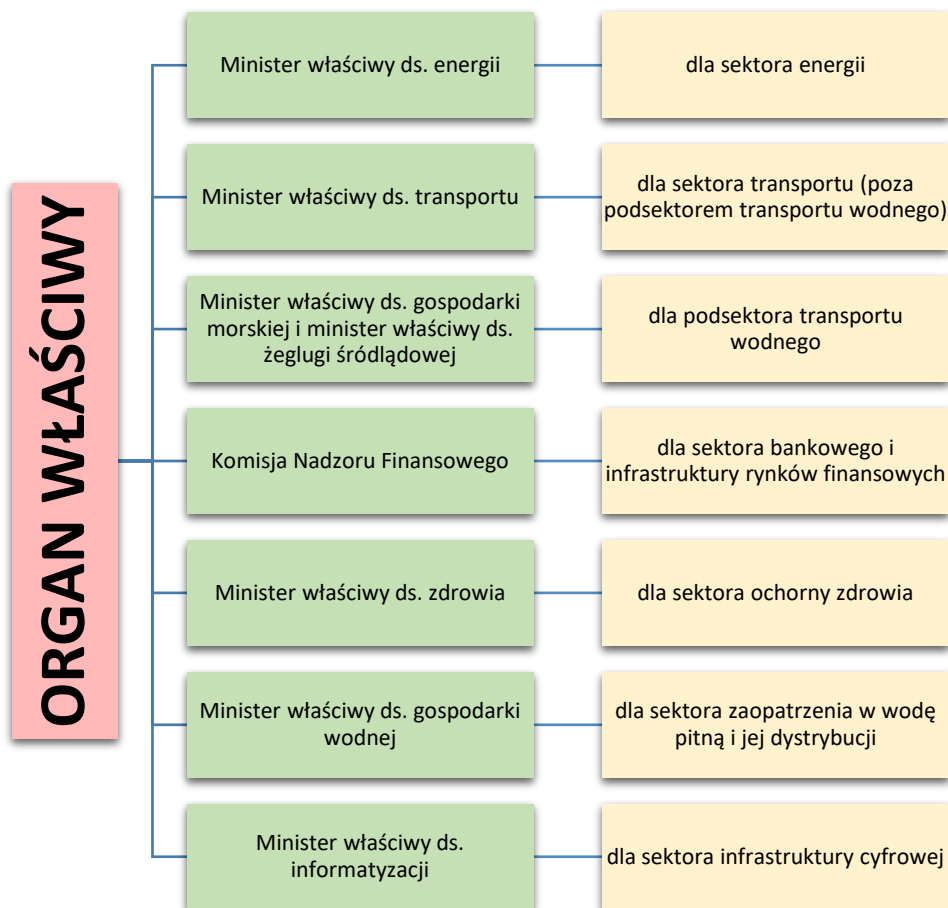 ORGAN WŁAŚCIWY
Minister właściwy ds. energii
dla sektora energii
Minister właściwy ds. transportu
dla sektora transportu (poza
podsektorem transportu wodnego)
Minister właściwy ds. gospodarki
morskiej i minister właściwy ds.
żeglugi śródlądowej
dla podsektora transportu
wodnego
Komisja Nadzoru Finansowego
dla sektora bankowego i
infrastruktury rynków finansowych
Minister właściwy ds. zdrowia
dla sektora ochorny zdrowia
Minister właściwy ds. gospodarki
wodnej
dla sektora zaopatrzenia w wodę
pitną i jej dystrybucji
Minister właściwy ds.
informatyzacji
dla sektora infrastruktury cyfrowej